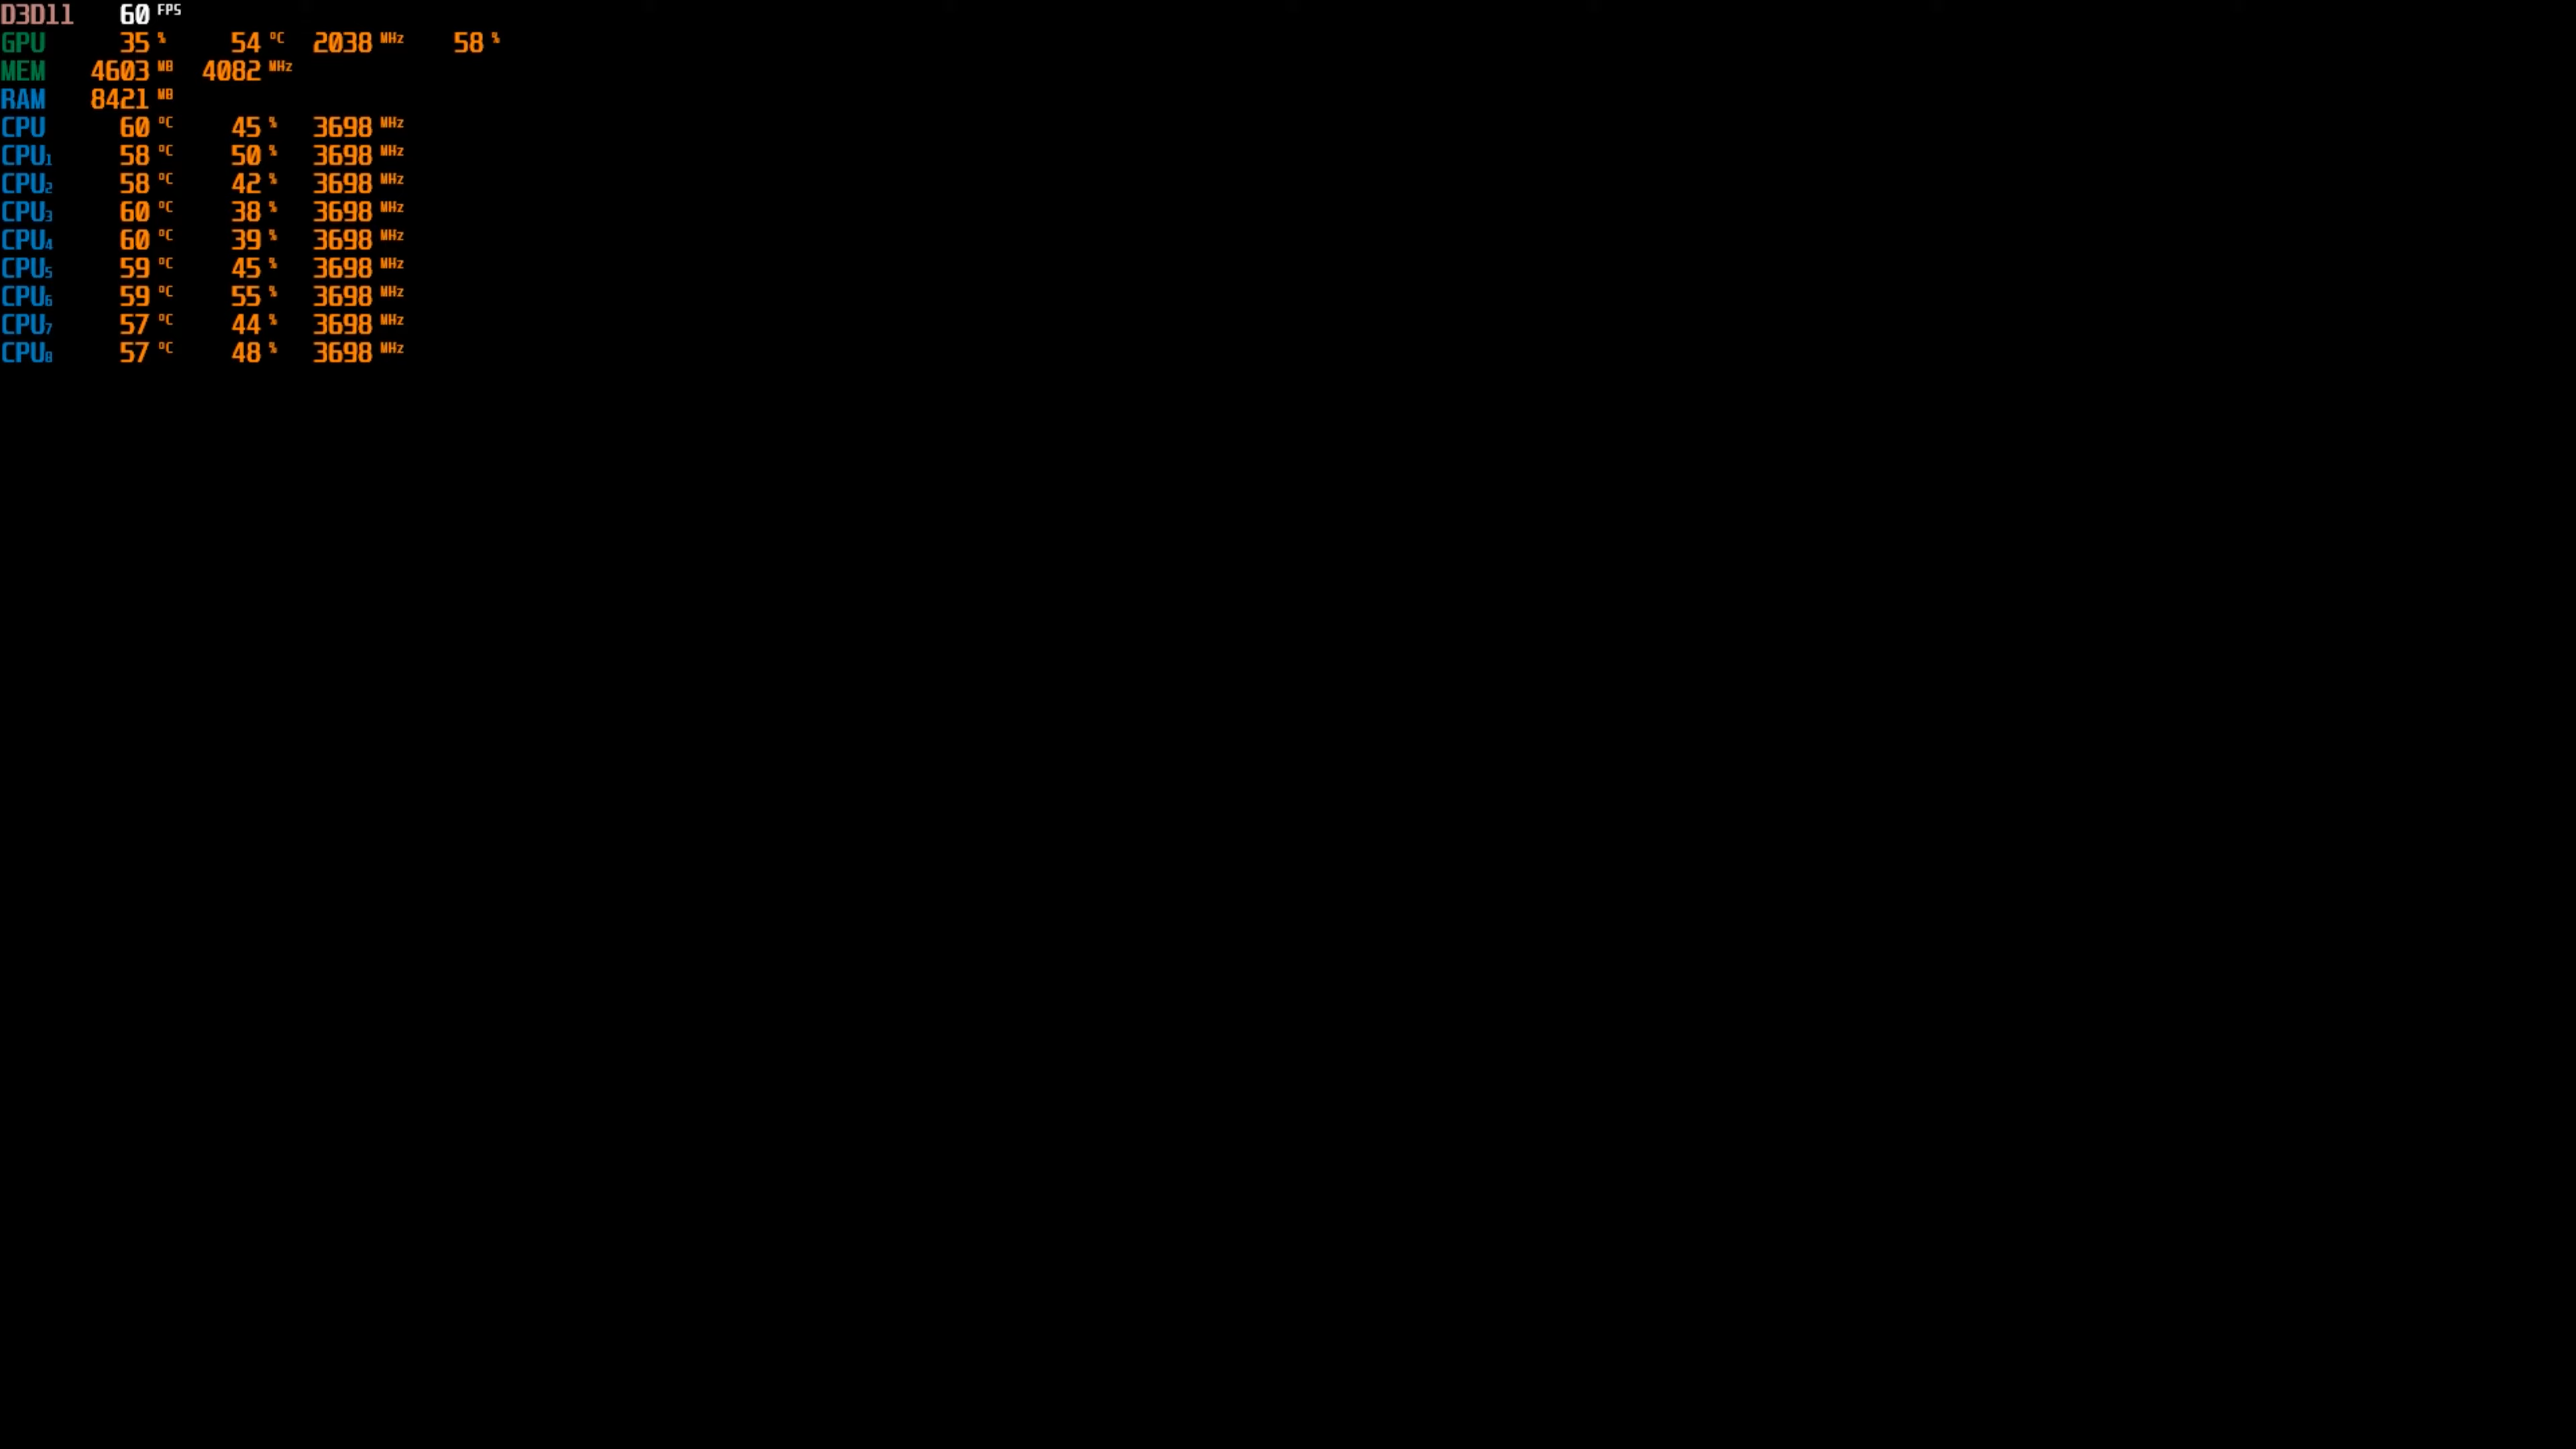 D3D11 60 FPS
GPU 35 % 54 °C 2038 MHz 58 %
MEM 4603 MB 4082 MHz
RAM 8421 MB
CPU 60 °C 45 % 3698 MHz
CPU1 58 °C 50 % 3698 MHz
CPU2 58 °C 42 % 3698 MHz
CPU3 60 °C 38 % 3698 MHz
CPU4 60 °C 39 % 3698 MHz
CPU5 59 °C 45 % 3698 MHz
CPU6 59 °C 55 % 3698 MHz
CPU7 57 °C 44 % 3698 MHz
CPU8 57 °C 48 % 3698 MHz